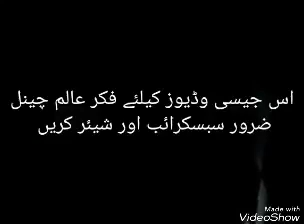 اس جیسی وڈیوز کیلئے فکر عالم چینل
ضرور سبسکرائب اور شیئر کریں
Made with
VideoShow